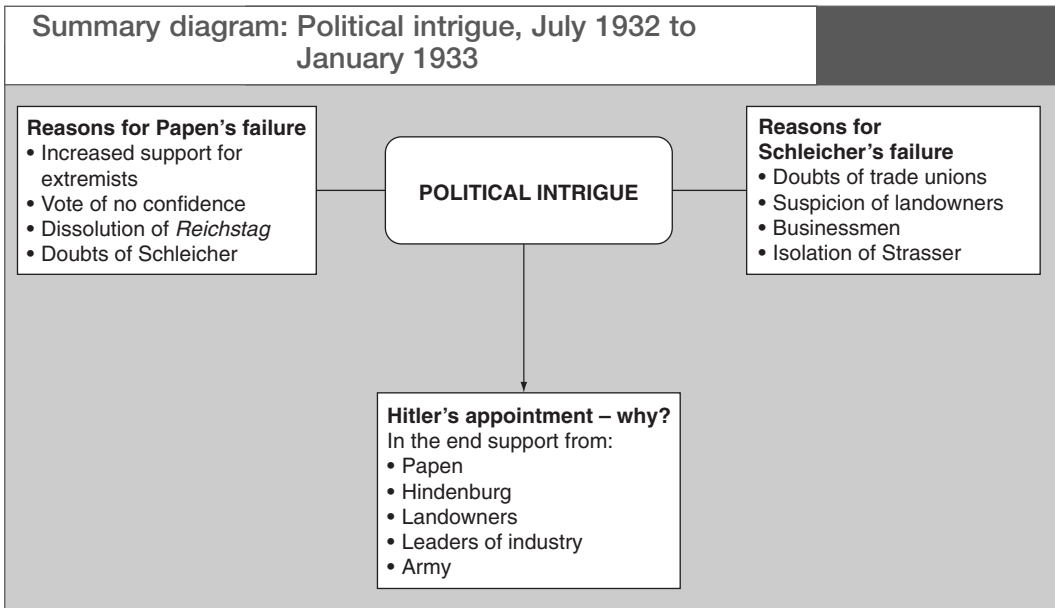 Summary diagram: Political intrigue, July 1932 to
January 1933
Reasons for Papen's failure
• Increased support for
extremists
• Vote of no confidence
• Dissolution of Reichstag
• Doubts of Schleicher
POLITICAL INTRIGUE
Reasons for
Schleicher's failure
• Doubts of trade unions
• Suspicion of landowners
• Businessmen
• Isolation of Strasser
Hitler's appointment – why?
In the end support from:
• Papen
• Hindenburg
• Landowners
• Leaders of industry
• Army